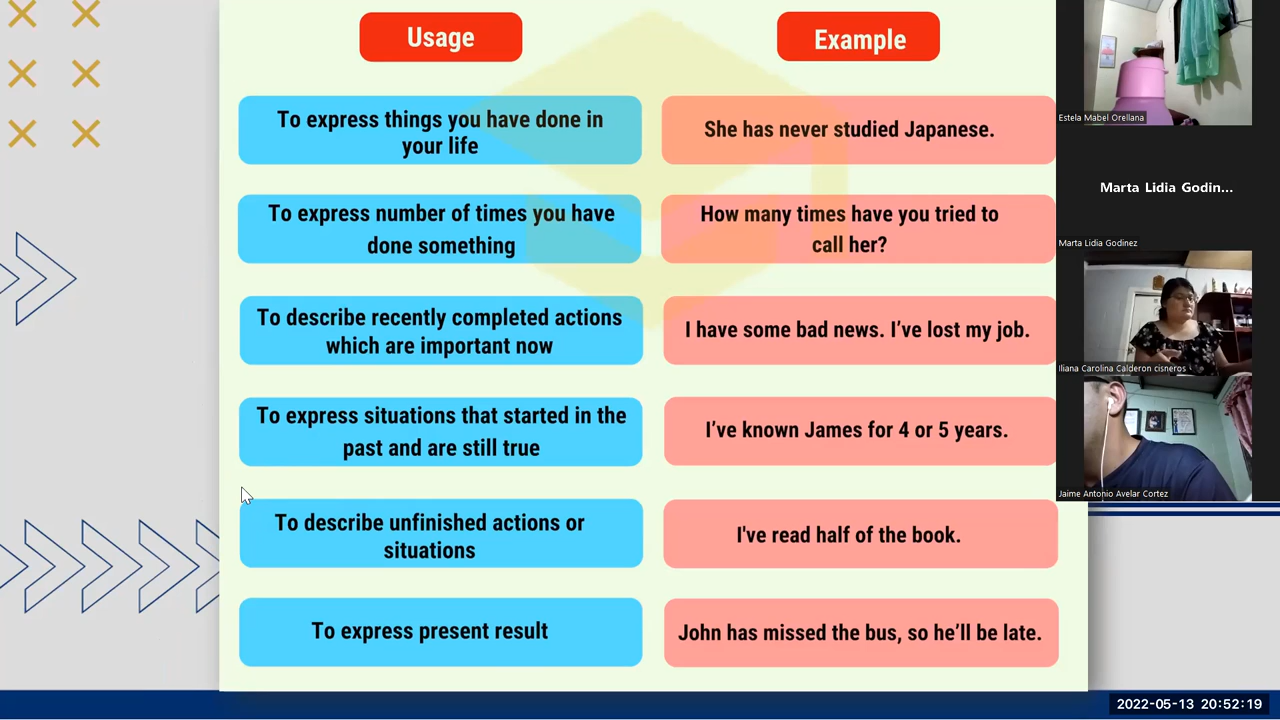 Usage
Example
To express things you have done in
your life
She has never studied Japanese.
To express number of times you have
done something
How many times have you tried to
call her?
To describe recently completed actions
which are important now
I have some bad news. I’ve lost my job.
To express situations that started in the
past and are still true
I’ve known James for 4 or 5 years.
To describe unfinished actions or
situations
I've read half of the book.
To express present result
John has missed the bus, so he’ll be late.
Estela Mabel Orellana
Marta Lidia Godin...
Marta Lidia Godinez
Iliana Carolina Calderon cisneros
Jaime Antonio Avelar Cortez
2022-05-13 20:52:19